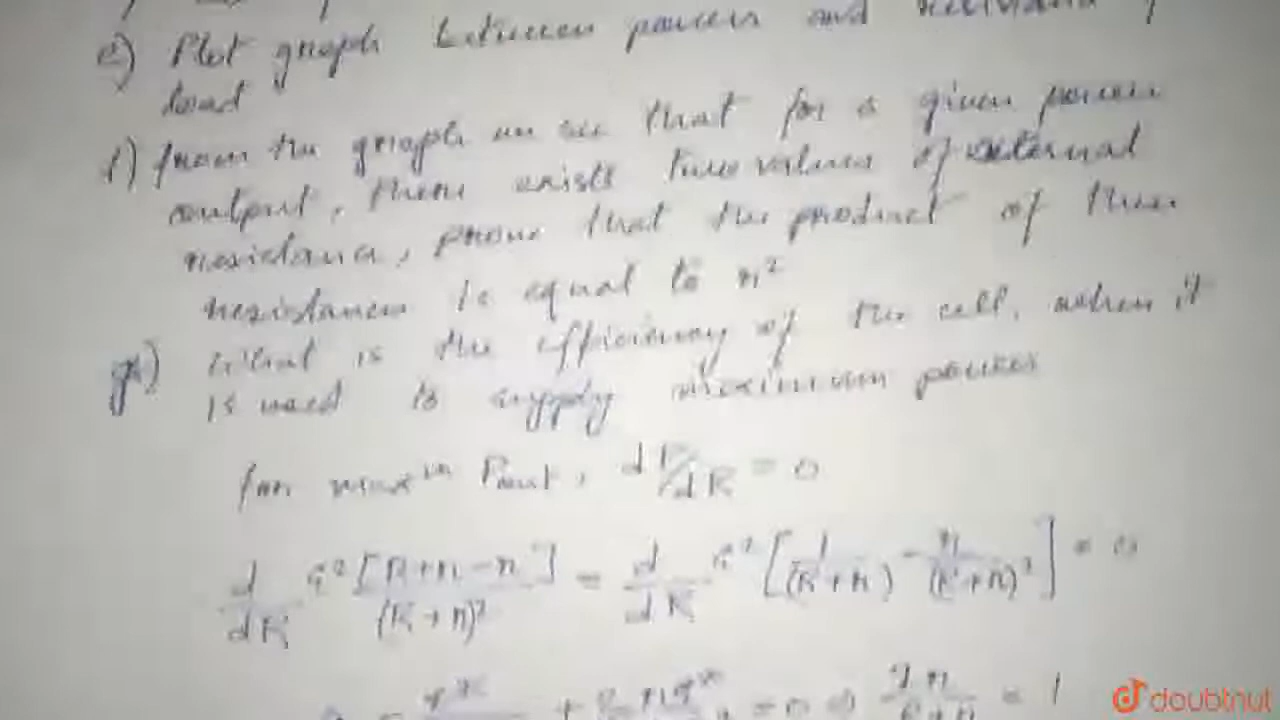 e) Plot graph between power and
load
f) from the graph we see that for a given power
output, there exists two values of external
resistance, prove that the product of these
resistances is equal to r²
g) What is the efficiency of the cell, when it
is used to supply maximum power
for maxᵐ Pout, dP/dR = 0
d/dR ε² [R+r-r]/(R+r)² = d/dR ε² [1/(R+r) - r/(R+r)²] = 0
2r/R+r = 1
doubtnut